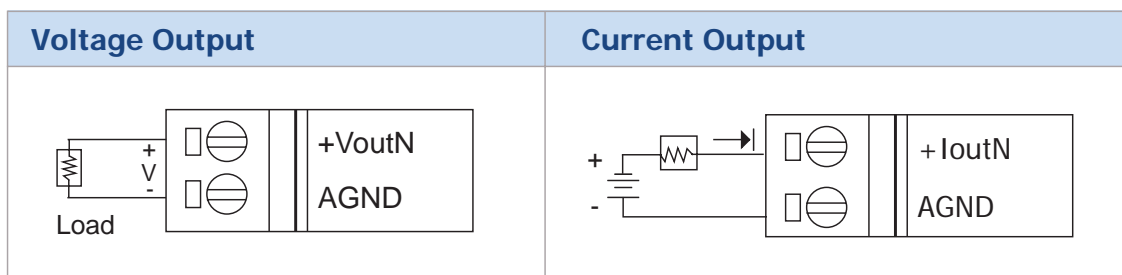 Voltage Output
Current Output
+
V
-
Load
+VoutN
AGND
+
-
+IoutN
AGND